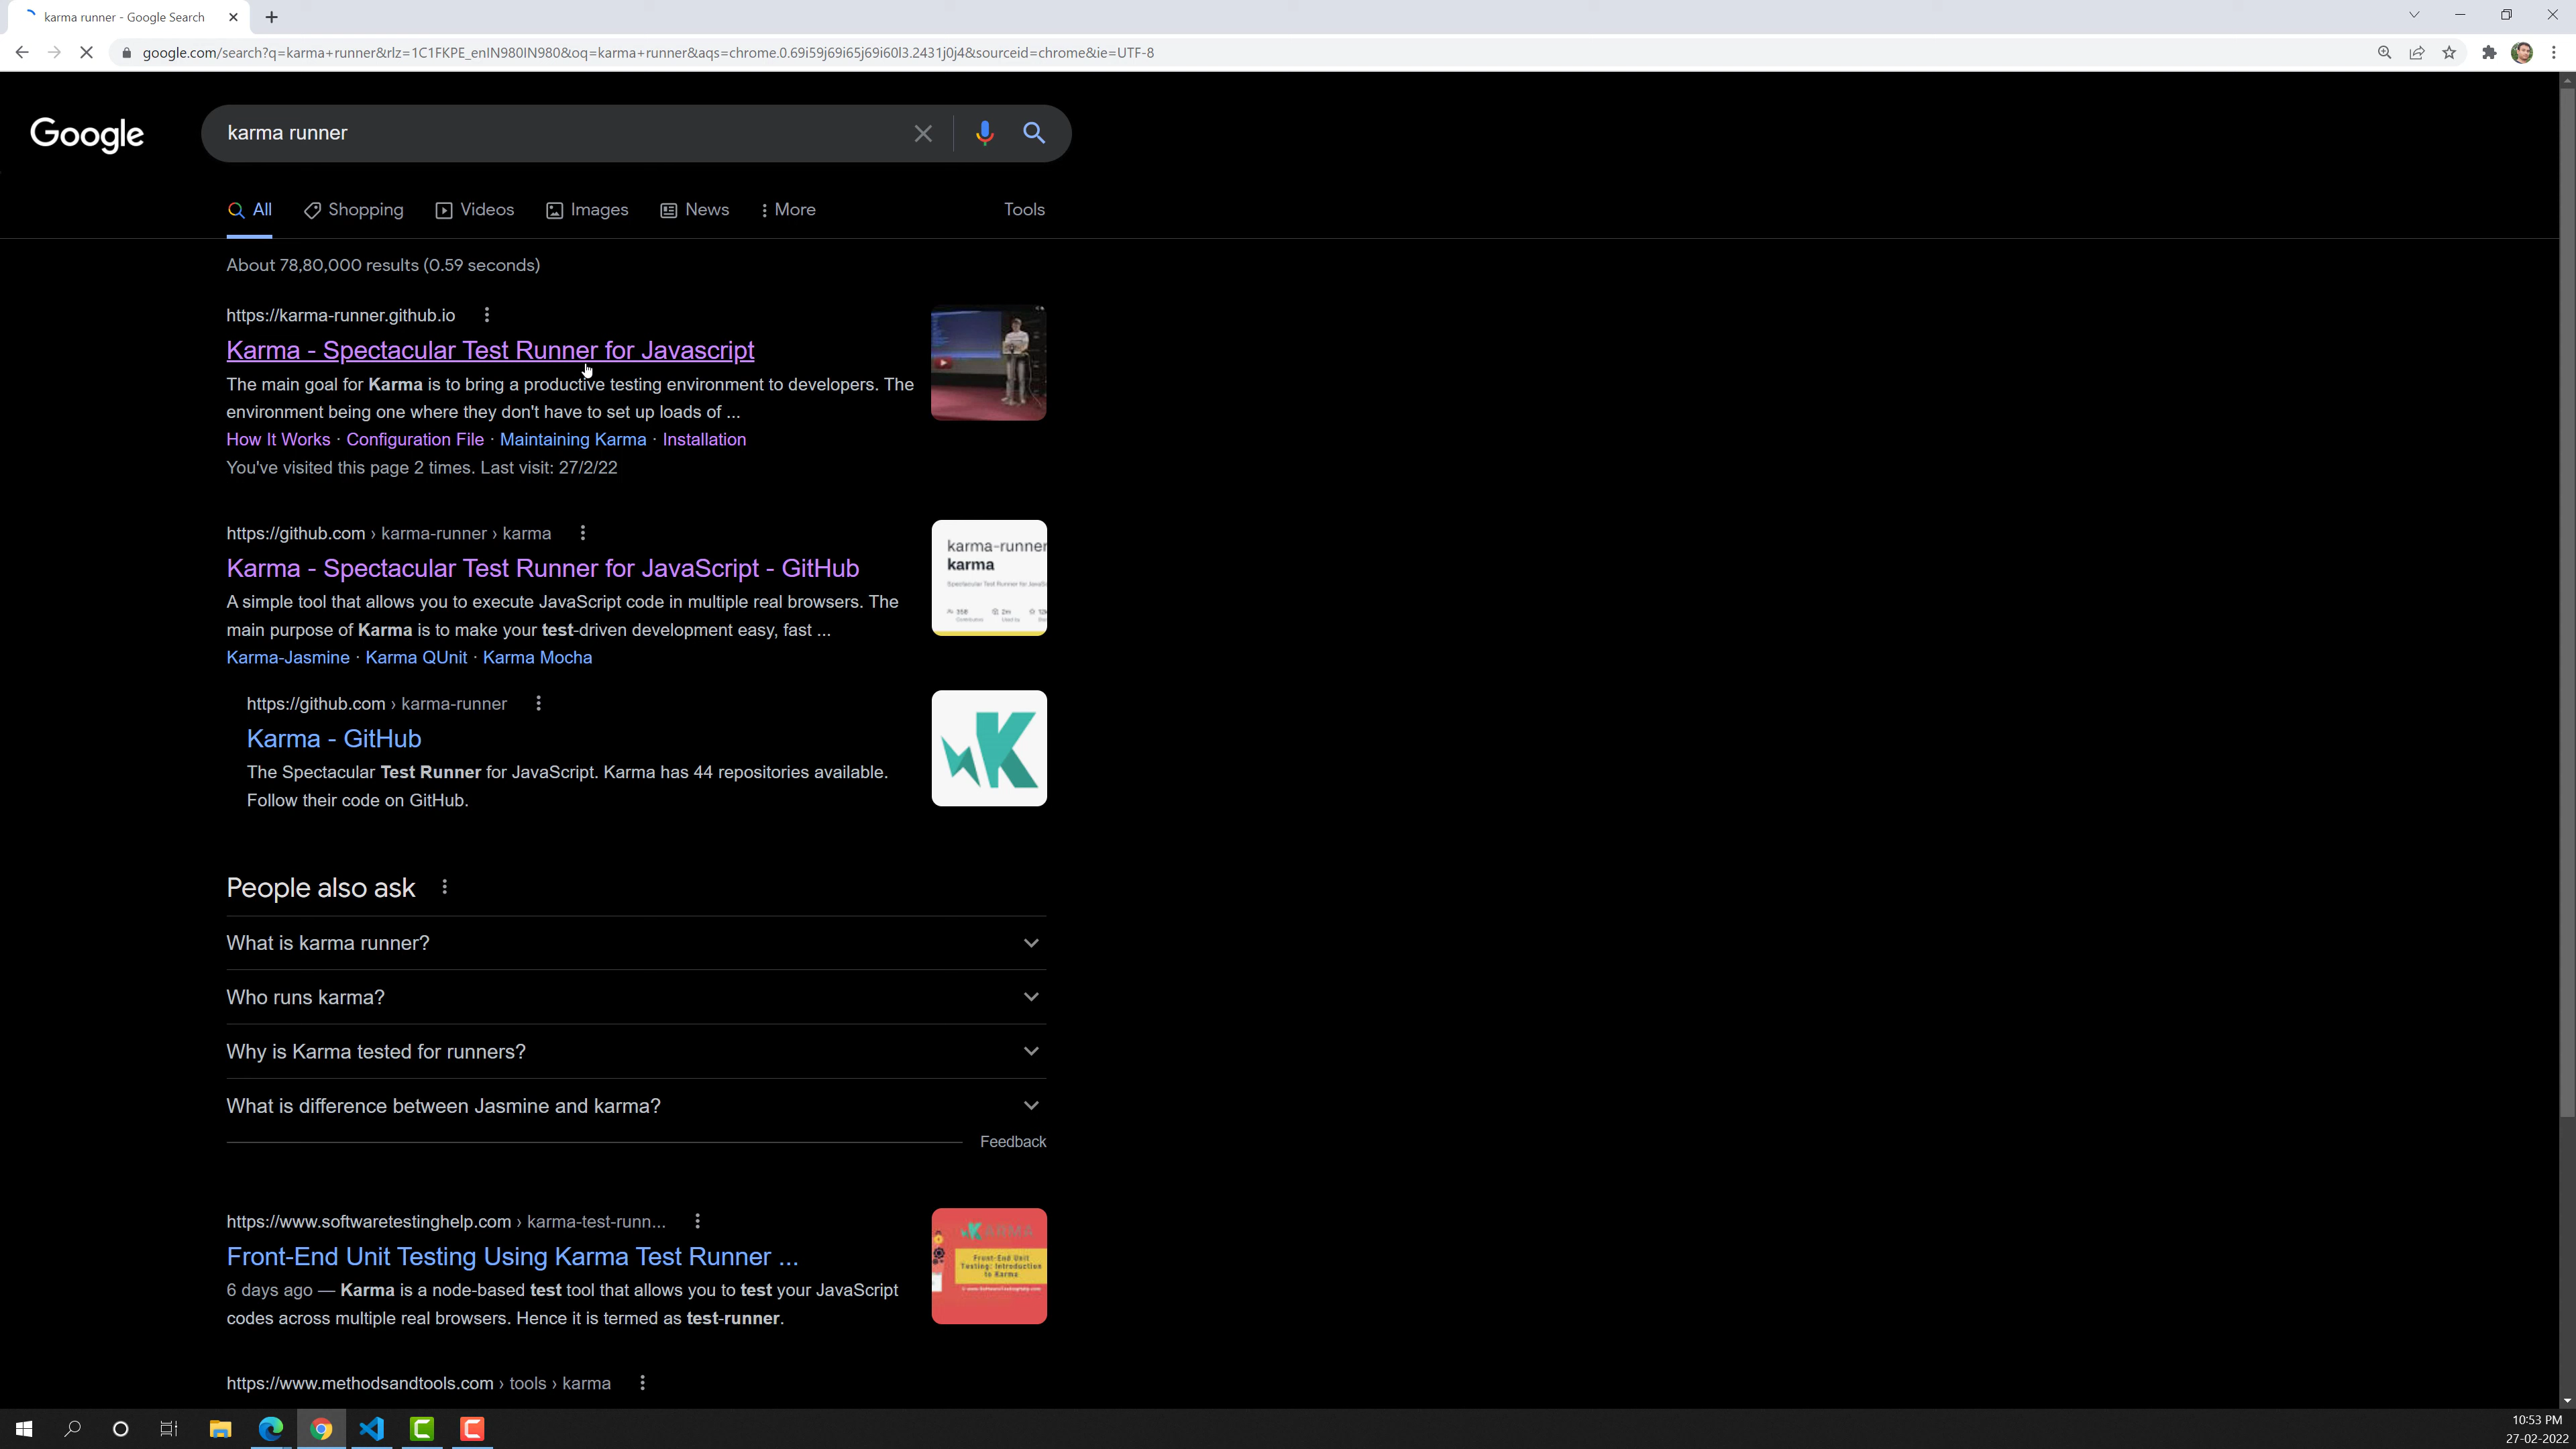 karma runner - Google Search
google.com/search?q=karma+runner&rlz=1C1FKPE_enIN980IN980&oq=karma+runner&aqs=chrome.0.69i59j69i65j69i60l3.2431j0j4&sourceid=chrome&ie=UTF-8
Google
karma runner
All
Shopping
Videos
Images
News
More
Tools
About 78,80,000 results (0.59 seconds)
https://karma-runner.github.io
Karma - Spectacular Test Runner for Javascript
The main goal for Karma is to bring a productive testing environment to developers. The
environment being one where they don't have to set up loads of ...
How It Works · Configuration File · Maintaining Karma · Installation
You've visited this page 2 times. Last visit: 27/2/22
https://github.com › karma-runner › karma
Karma - Spectacular Test Runner for JavaScript - GitHub
A simple tool that allows you to execute JavaScript code in multiple real browsers. The
main purpose of Karma is to make your test-driven development easy, fast ...
Karma-Jasmine · Karma QUnit · Karma Mocha
karma-runner
karma
https://github.com › karma-runner
Karma - GitHub
The Spectacular Test Runner for JavaScript. Karma has 44 repositories available.
Follow their code on GitHub.
People also ask
What is karma runner?
Who runs karma?
Why is Karma tested for runners?
What is difference between Jasmine and karma?
Feedback
https://www.softwaretestinghelp.com › karma-test-runn...
Front-End Unit Testing Using Karma Test Runner ...
6 days ago — Karma is a node-based test tool that allows you to test your JavaScript
codes across multiple real browsers. Hence it is termed as test-runner.
KARMA
Front-End Unit
Testing: Introduction
to Karma
https://www.methodsandtools.com › tools › karma
10:53 PM
27-02-2022